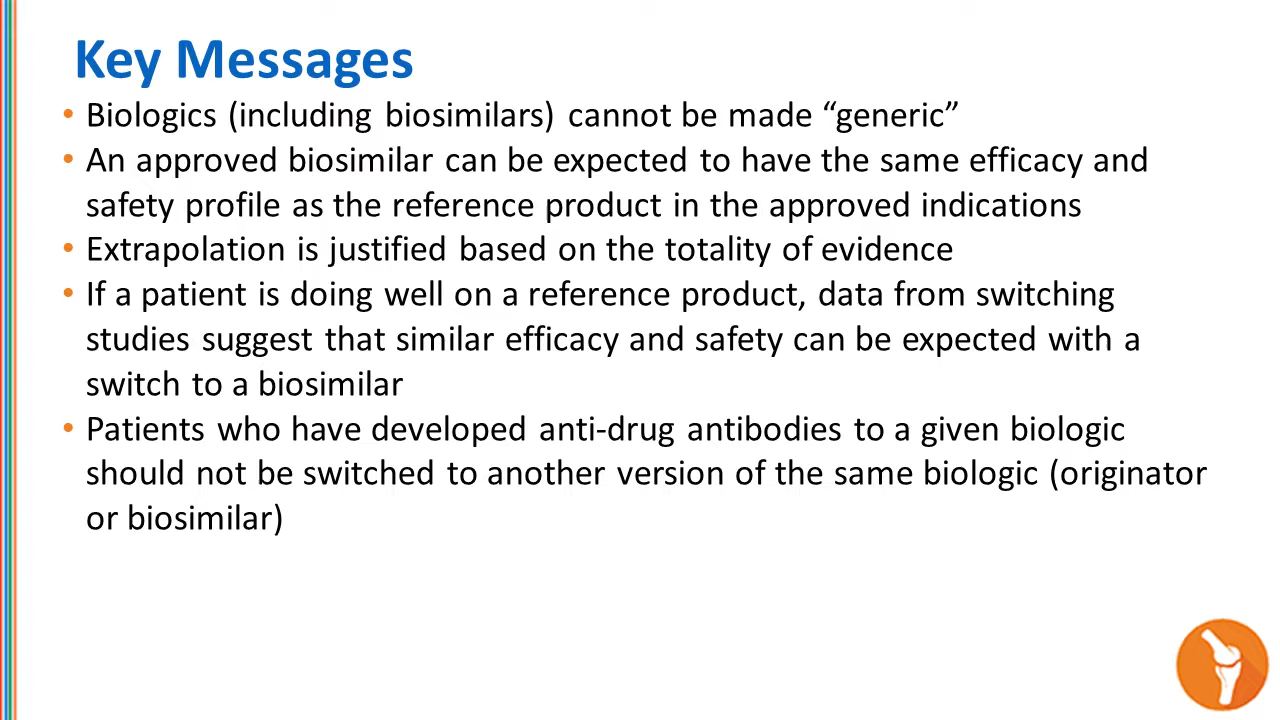 Key Messages
• Biologics (including biosimilars) cannot be made “generic”
• An approved biosimilar can be expected to have the same efficacy and
safety profile as the reference product in the approved indications
• Extrapolation is justified based on the totality of evidence
• If a patient is doing well on a reference product, data from switching
studies suggest that similar efficacy and safety can be expected with a
switch to a biosimilar
• Patients who have developed anti-drug antibodies to a given biologic
should not be switched to another version of the same biologic (originator
or biosimilar)